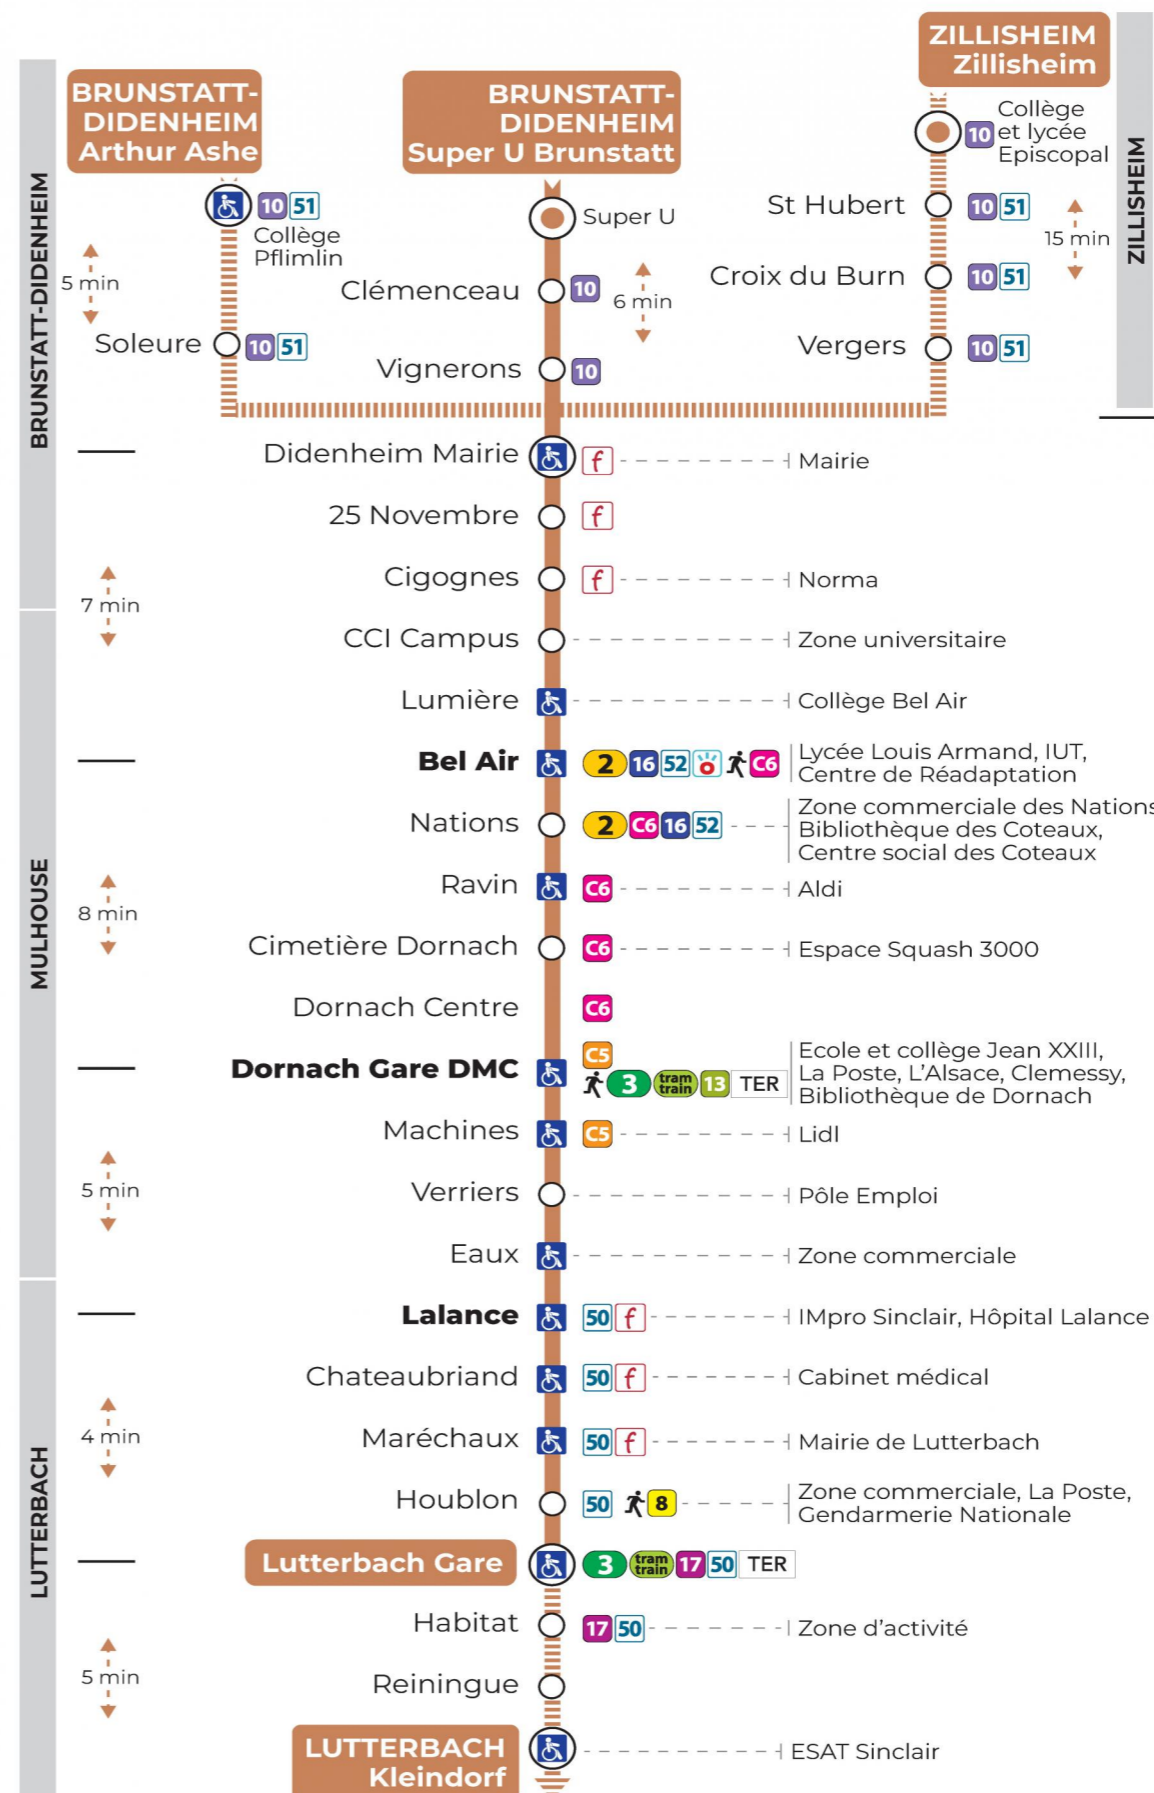 ZILLISHEIM
Zillisheim
BRUNSTATT-
DIDENHEIM
Arthur Ashe
BRUNSTATT-
DIDENHEIM
Super U Brunstatt
BRUNSTATT-DIDENHEIM
ZILLISHEIM
10 Collège
et lycée
Episcopal
10 51
Collège
Pflimlin
Super U
St Hubert 10 51
15 min
5 min
Clémenceau 10
6 min
Croix du Burn 10 51
Soleure 10 51
Vignerons 10
Vergers 10 51
Didenheim Mairie f Mairie
25 Novembre f
Cigognes f Norma
7 min
CCI Campus Zone universitaire
Lumière Collège Bel Air
MULHOUSE
Bel Air 2 16 52 C6 Lycée Louis Armand, IUT,
Centre de Réadaptation
Nations 2 C6 16 52 Zone commerciale des Nations
Bibliothèque des Coteaux,
Centre social des Coteaux
Ravin C6 Aldi
8 min
Cimetière Dornach C6 Espace Squash 3000
Dornach Centre C6
Dornach Gare DMC C5
3 tram train 13 TER
Ecole et collège Jean XXIII,
La Poste, L'Alsace, Clemessy,
Bibliothèque de Dornach
Machines C5 Lidl
5 min
Verriers Pôle Emploi
Eaux Zone commerciale
LUTTERBACH
Lalance 50 f IMpro Sinclair, Hôpital Lalance
Chateaubriand 50 f Cabinet médical
4 min
Maréchaux 50 f Mairie de Lutterbach
Houblon 50 8 Zone commerciale, La Poste,
Gendarmerie Nationale
Lutterbach Gare 3 tram train 17 50 TER
Habitat 17 50 Zone d'activité
5 min
Reiningue
LUTTERBACH
Kleindorf
ESAT Sinclair